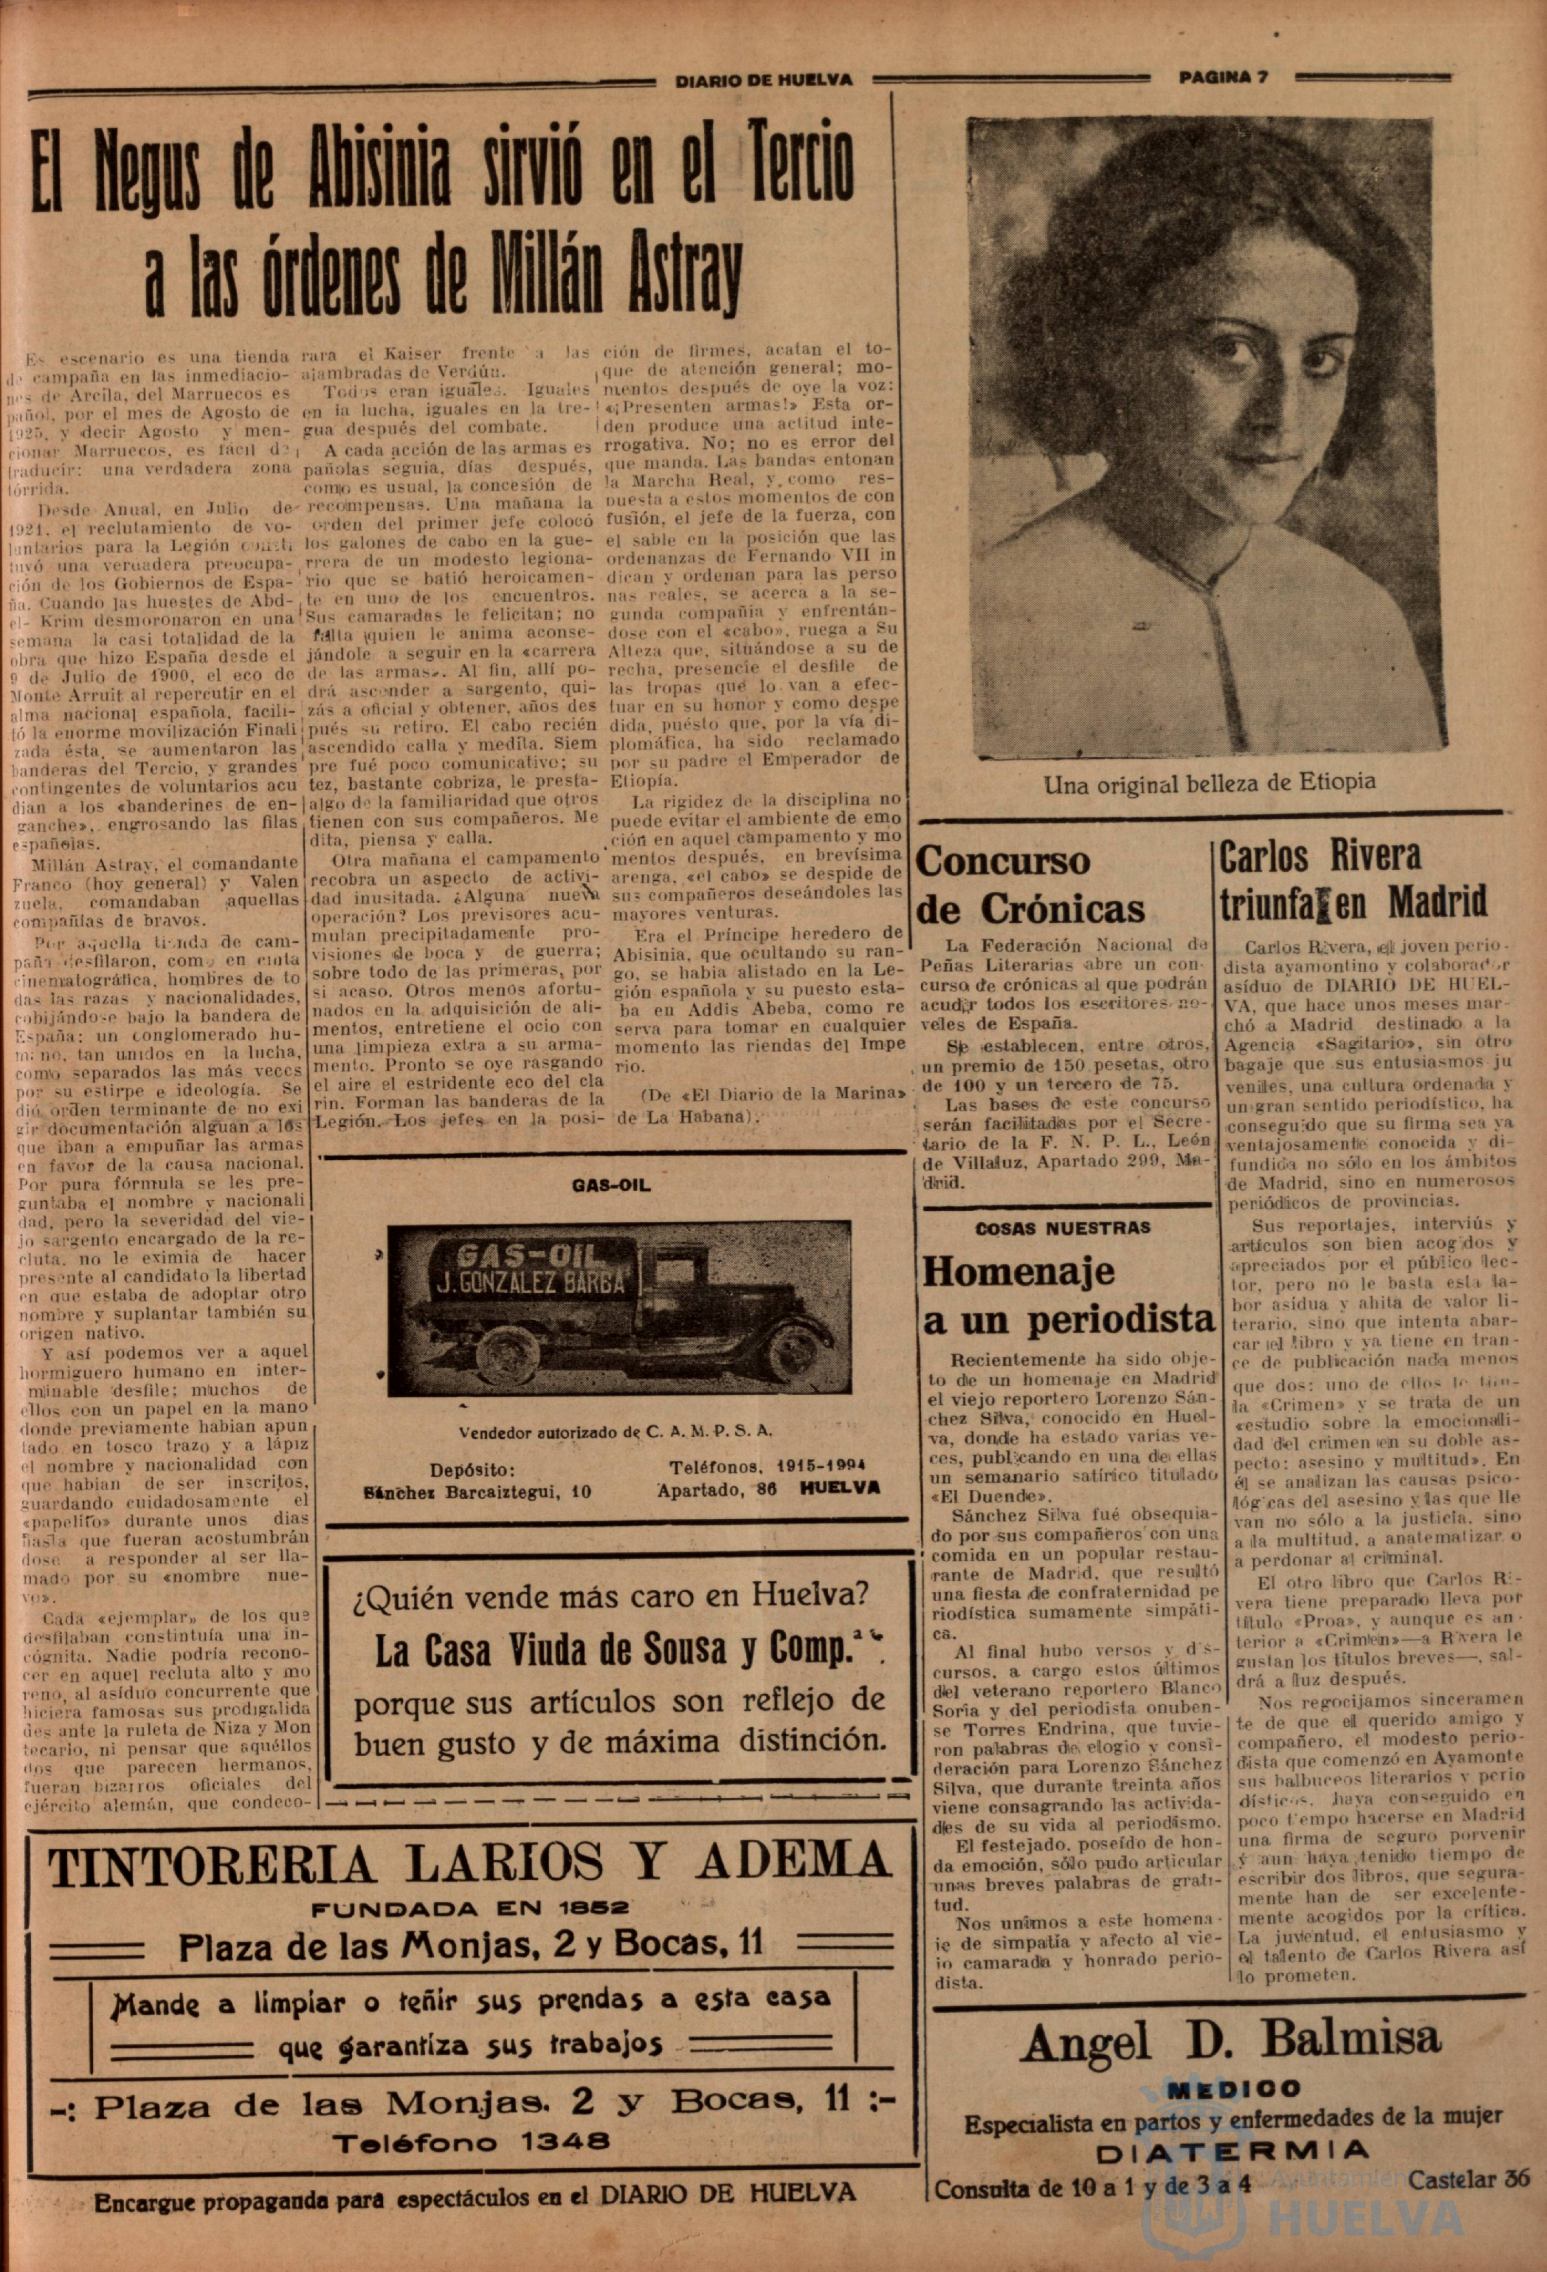 DIARIO DE HUELVA
PAGINA 7
El Negus de Abisinia sirvió en el Tercio
a las órdenes de Millán Astray
Es escenario es una tienda
de campaña en las inmediacio-
nes de Arcila, del Marruecos es
pañol, por el mes de Agosto de
1925, y decir Agosto y men-
cionar Marruecos, es fácil de
traducir: una verdadera zona
tórrida.
Desde Anual, en Julio de
1921, el reclutamiento de vo-
luntarios para la Legión consti
tuyó una verdadera preocupa-
ción de los Gobiernos de Espa-
ña. Cuando las huestes de Abd-
el- Krim desmoronaron en una
semana la casi totalidad de la
obra que hizo España desde el
9 de Julio de 1900, el eco de
Monte Arruit al repercutir en el
alma nacional española, facili-
tó la enorme movilización Finali
zada ésta, se aumentaron las
banderas del Tercio, y grandes
contingentes de voluntarios acu
dian a los «banderines de en-
ganche», engrosando las filas
españolas.
Millán Astray, el comandante
Franco (hoy general) y Valen
zuela, comandaban aquellas
compañías de bravos.
Por aquella tienda de cam-
paña desfilaron, como en cinta
cinematográfica, hombres de to
das las razas y nacionalidades,
cobijándose bajo la bandera de
España; un conglomerado hu-
mano, tan unidos en la lucha,
como separados las más veces
por su estirpe e ideología. Se
dió orden terminante de no exi
gir documentación alguan a los
que iban a empuñar las armas
en favor de la causa nacional.
Por pura fórmula se les pre-
guntaba el nombre y nacionali
dad, pero la severidad del vie-
jo sargento encargado de la re-
cluta, no le eximia de hacer
presente al candidato la libertad
en que estaba de adoptar otro
nombre y suplantar también su
origen nativo.
Y así podemos ver a aquel
hormiguero humano en inter-
minable desfile; muchos de
ellos con un papel en la mano
donde previamente habian apun
tado en tosco trazo y a lápiz
el nombre y nacionalidad con
que habian de ser inscritos,
guardando cuidadosamente el
«papelito» durante unos dias
hasta que fueran acostumbrán
dose a responder al ser lla-
mado por su «nombre nue-
vo».
Cada «ejemplar» de los que
desfilaban constintuía una in-
cógnita. Nadie podría recono-
cer en aquel recluta alto y mo
reno, al asíduo concurrente que
hiciera famosas sus prodigalida
des ante la ruleta de Niza y Mon
tecario, ni pensar que aquéllos
dos que parecen hermanos,
fueran bizarros oficiales del
ejército alemán, que condeco-
rara el Kaiser frente a las
alambradas de Verdún.
Todos eran iguales. Iguales
en la lucha, iguales en la tre-
gua después del combate.
A cada acción de las armas es
pañolas seguia, días después,
como es usual, la concesión de
recompensas. Una mañana la
orden del primer jefe colocó
los galones de cabo en la gue-
rrera de un modesto legiona-
rio que se batió heroicamen-
te en uno de los encuentros.
Sus camaradas le felicitan; no
falta quien le anima aconse-
jándole a seguir en la «carrera
de las armas». Al fin, allí po-
drá ascender a sargento, qui-
zás a oficial y obtener, años des
pués su retiro. El cabo recién
ascendido calla y medita. Siem
pre fué poco comunicativo; su
tez, bastante cobriza, le presta-
algo de la familiaridad que otros
tienen con sus compañeros. Me
dita, piensa y calla.
Otra mañana el campamento
recobra un aspecto de activi-
dad inusitada. ¿Alguna nueva
operación? Los previsores acu-
mulan precipitadamente pro-
visiones de boca y de guerra;
sobre todo de las primeras, por
si acaso. Otros menos afortu-
nados en la adquisición de ali-
mentos, entretiene el ocio con
una limpieza extra a su arma-
mento. Pronto se oye rasgando
el aire el estridente eco del cla
rin. Forman las banderas de la
Legión. Los jefes en la posi-
ción de firmes, acatan el to-
que de atención general; mo-
mentos después de oye la voz:
«¡Presenten armas!» Esta or-
den produce una actitud inte-
rrogativa. No; no es error del
que manda. Las bandas entonan
la Marcha Real, y, como res-
puesta a estos momentos de con
fusión, el jefe de la fuerza, con
el sable en la posición que las
ordenanzas de Fernando VII in
dican y ordenan para las perso
nas reales, se acerca a la se-
gunda compañía y enfrentán-
dose con el «cabo», ruega a Su
Alteza que, situándose a su de
recha, presencie el desfile de
las tropas que lo van a efec-
tuar en su honor y como despe
dida, puésto que, por la vía di-
plomática, ha sido reclamado
por su padre el Emperador de
Etiopía.
La rigidez de la disciplina no
puede evitar el ambiente de emo
ción en aquel campamento y mo
mentos después, en brevísima
arenga, «el cabo» se despide de
sus compañeros deseándoles las
mayores venturas.
Era el Príncipe heredero de
Abisinia, que ocultando su ran-
go, se habia alistado en la Le-
gión española y su puesto esta-
ba en Addis Abeba, como re
serva para tomar en cualquier
momento las riendas del Impe
rio.
(De «El Diario de la Marina»
de La Habana).
GAS-OIL
GAS-OIL
J. GONZALEZ BARBA
Vendedor autorizado de C. A. M. P. S. A.
Depósito:
Sánchez Barcaiztegui, 10
Teléfonos, 1915-1994
Apartado, 86 HUELVA
¿Quién vende más caro en Huelva?
La Casa Viuda de Sousa y Comp.ª
porque sus artículos son reflejo de
buen gusto y de máxima distinción.
TINTORERIA LARIOS Y ADEMA
FUNDADA EN 1852
Plaza de las Monjas, 2 y Bocas, 11
Mande a limpiar o teñir sus prendas a esta casa
que garantiza sus trabajos
-: Plaza de las Monjas. 2 y Bocas, 11 :-
Teléfono 1348
Encargue propaganda para espectáculos en el DIARIO DE HUELVA
Una original belleza de Etiopia
Concurso
de Crónicas
La Federación Nacional de
Peñas Literarias abre un con-
curso de crónicas al que podrán
acudir todos los escritores no-
veles de España.
Se establecen, entre otros,
un premio de 150 pesetas, otro
de 100 y un tercero de 75.
Las bases de este concurso
serán facilitadas por el Secre-
tario de la F. N. P. L., León
de Villaluz, Apartado 299, Ma-
drid.
COSAS NUESTRAS
Homenaje
a un periodista
Recientemente ha sido obje-
to de un homenaje en Madrid
el viejo reportero Lorenzo Sán-
chez Silva, conocido en Huel-
va, donde ha estado varias ve-
ces, publicando en una de ellas
un semanario satírico titulado
«El Duende».
Sánchez Silva fué obsequia-
do por sus compañeros con una
comida en un popular restau-
rante de Madrid, que resultó
una fiesta de confraternidad pe
riodística sumamente simpáti-
ca.
Al final hubo versos y dis-
cursos, a cargo estos últimos
del veterano reportero Blanco
Soria y del periodista onuben-
se Torres Endrina, que tuvie-
ron palabras de elogio y consi-
deración para Lorenzo Sánchez
Silva, que durante treinta años
viene consagrando las activida-
des de su vida al periodismo.
El festejado, poseído de hon-
da emoción, sólo pudo articular
unas breves palabras de grati-
tud.
Nos unimos a este homena-
je de simpatía y afecto al vie-
jo camarada y honrado perio-
dista.
Carlos Rivera
triunfa en Madrid
Carlos Rivera, el joven perio-
dista ayamontino y colaborador
asíduo de DIARIO DE HUEL-
VA, que hace unos meses mar-
chó a Madrid destinado a la
Agencia «Sagitario», sin otro
bagaje que sus entusiasmos ju
veniles, una cultura ordenada y
un gran sentido periodístico, ha
conseguido que su firma sea ya
ventajosamente conocida y di-
fundida no sólo en los ámbitos
de Madrid, sino en numerosos
periódicos de provincias.
Sus reportajes, interviús y
artículos son bien acogidos y
apreciados por el público lec-
tor, pero no le basta esta la-
bor asidua y ahita de valor li-
terario, sino que intenta abar-
car el libro y ya tiene en tran-
ce de publicación nada menos
que dos: uno de ellos le titu-
la «Crimen» y se trata de un
«estudio sobre la emocionali-
dad del crimen en su doble as-
pecto: asesino y multitud». En
él se analizan las causas psico-
lógicas del asesino y las que lle
van no sólo a la justicia, sino
a la multitud, a anatematizar o
a perdonar al criminal.
El otro libro que Carlos Ri-
vera tiene preparado lleva por
título «Proa», y aunque es an-
terior a «Crimen»—a Rivera le
gustan los títulos breves—, sal-
drá a luz después.
Nos regocijamos sinceramen
te de que el querido amigo y
compañero, el modesto perio-
dista que comenzó en Ayamonte
sus balbuceos literarios y perio
dísticos, haya conseguido en
poco tiempo hacerse en Madrid
una firma de seguro porvenir
y aun haya tenido tiempo de
escribir dos libros, que segura-
mente han de ser excelente-
mente acogidos por la crítica.
La juventud, el entusiasmo y
el talento de Carlos Rivera así
lo prometen.
Angel D. Balmisa
MEDICO
Especialista en partos y enfermedades de la mujer
DIATERMIA
Consulta de 10 a 1 y de 3 a 4
Castelar 36
Ayuntamiento
HUELVA